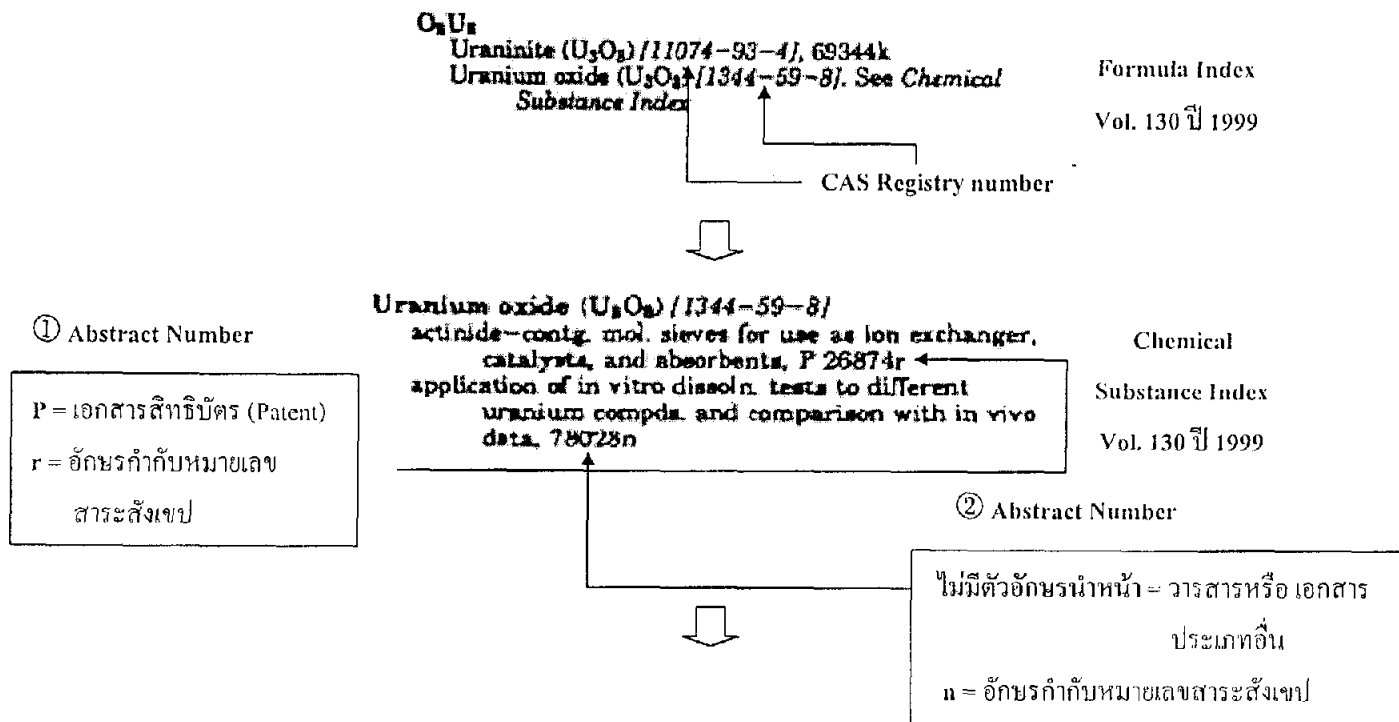 O₈U₃
Uraninite (U₃O₈) [11074-93-4], 69344k
Uranium oxide (U₃O₈) [1344-59-8]. See Chemical
Substance Index
Formula Index
Vol. 130 ปี 1999
CAS Registry number
Uranium oxide (U₃O₈) [1344-59-8]
actinide-contg. mol. sieves for use as ion exchanger,
catalysts, and absorbents, P 26874r
application of in vitro dissoln. tests to different
uranium compds. and comparison with in vivo
data, 78028n
Chemical
Substance Index
Vol. 130 ปี 1999
① Abstract Number
P = เอกสารสิทธิบัตร (Patent)
r = อักษรกำกับหมายเลข
สาระสังเขป
② Abstract Number
ไม่มีตัวอักษรนำหน้า = วารสารหรือ เอกสาร
ประเภทอื่น
n = อักษรกำกับหมายเลขสาระสังเขป